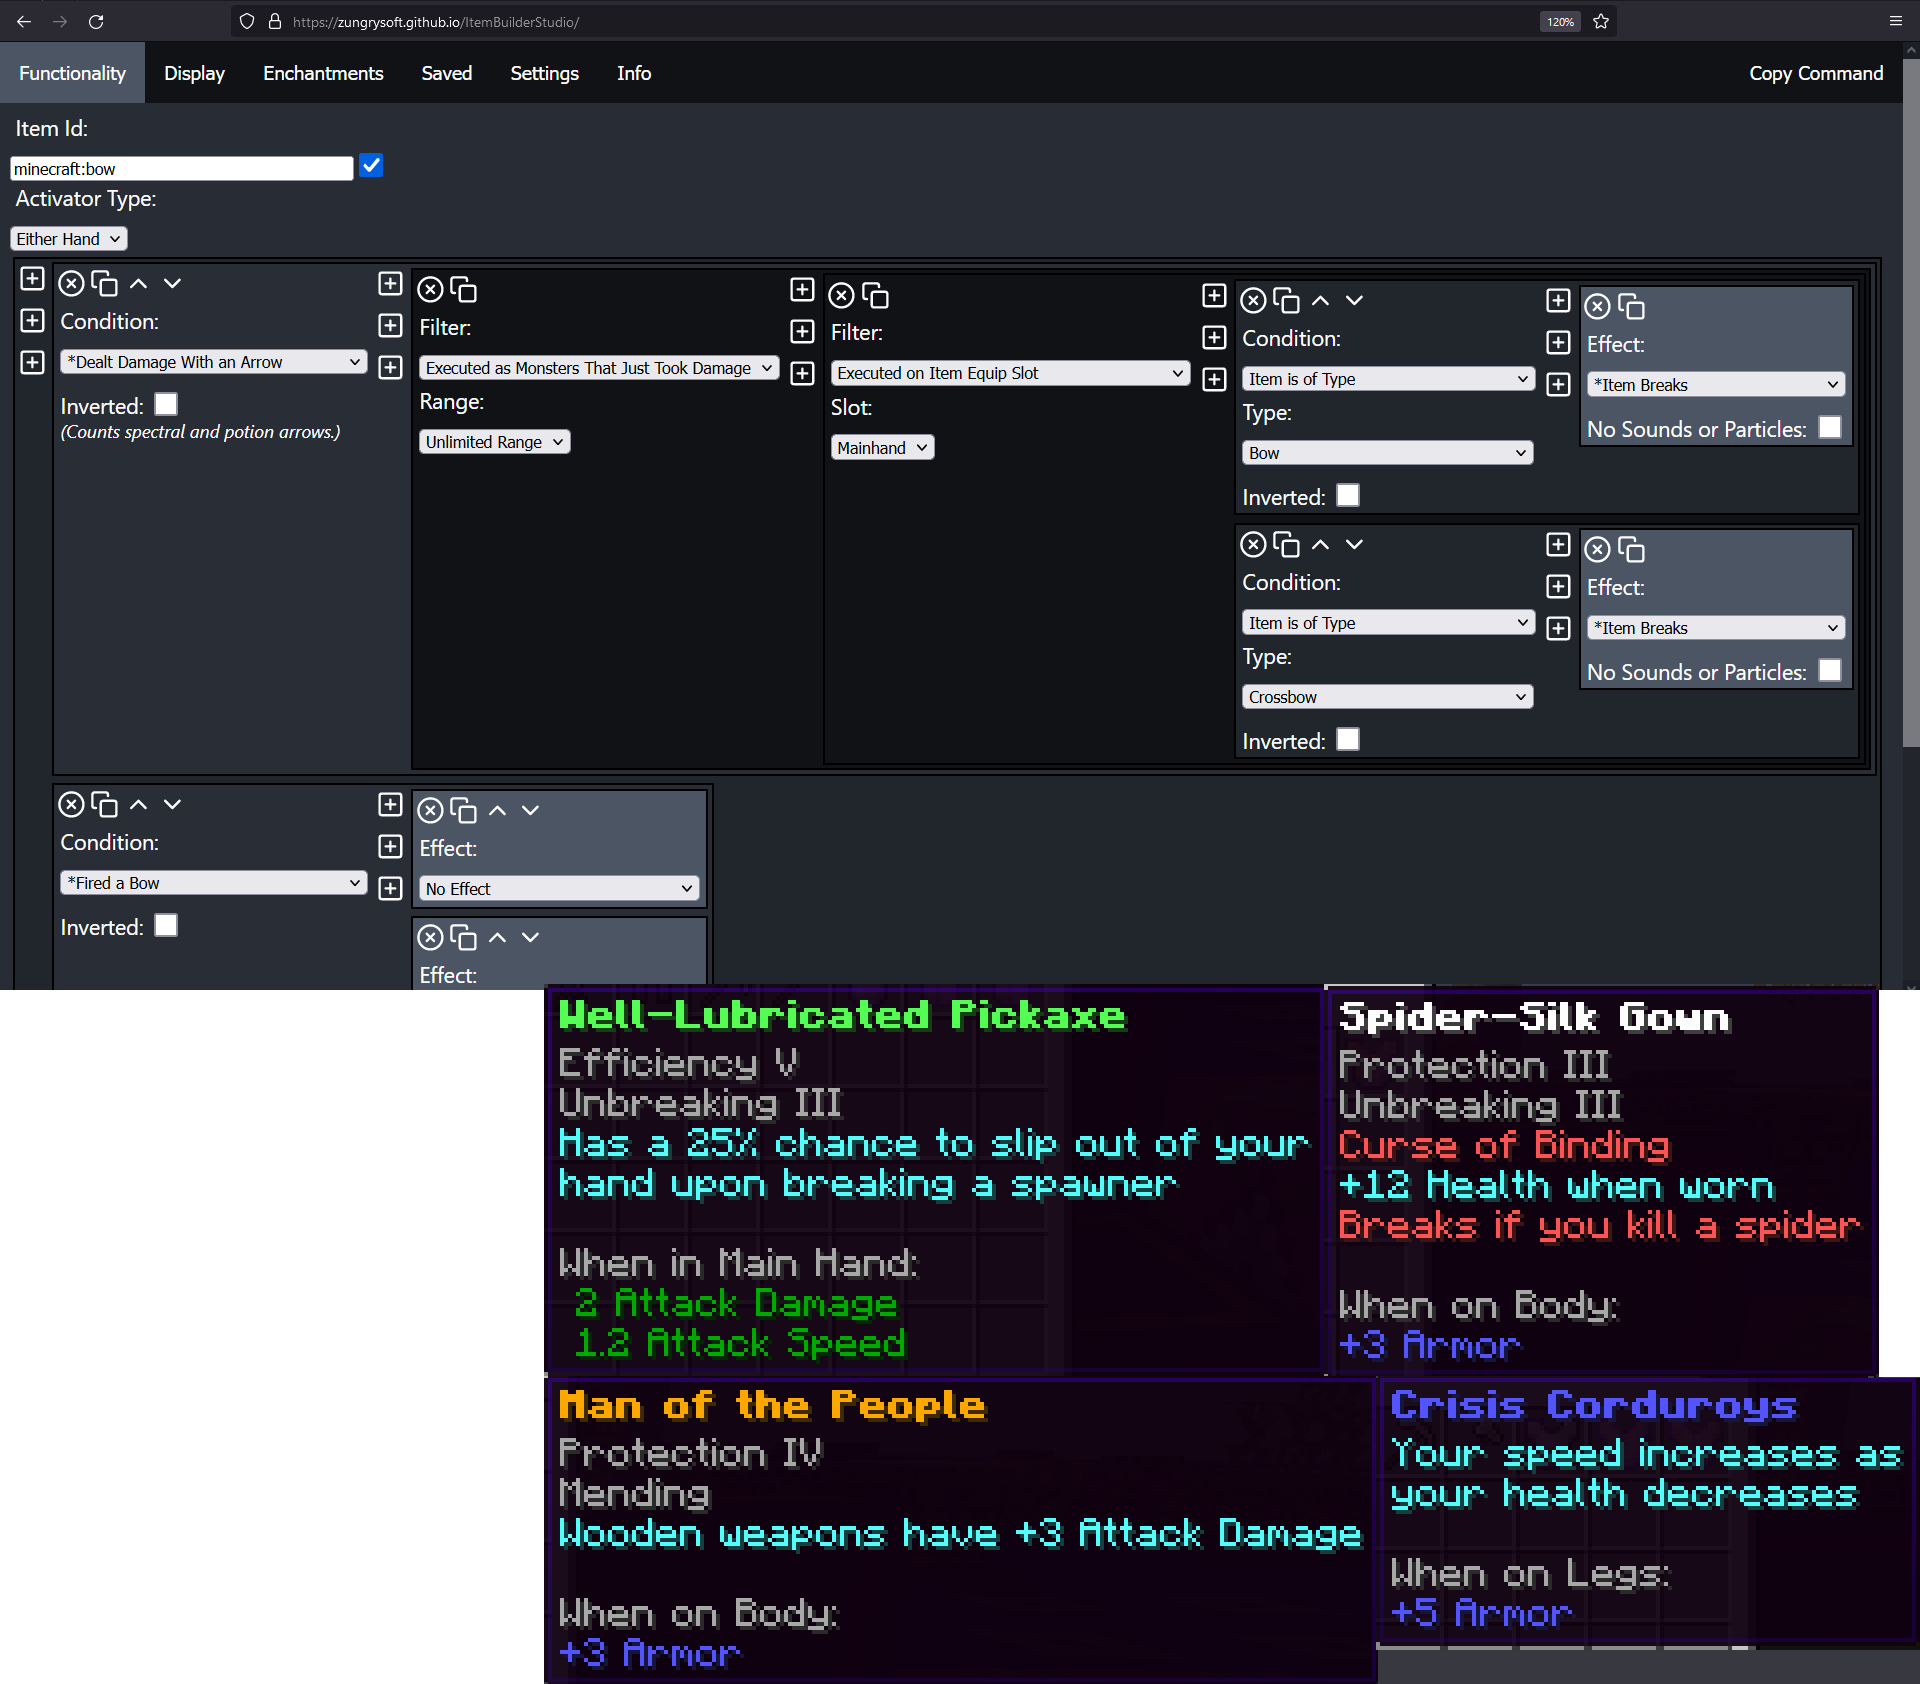 https://zungrysoft.github.io/ItemBuilderStudio/
120%
Functionality
Display
Enchantments
Saved
Settings
Info
Copy Command
Item Id:
minecraft:bow
Activator Type:
Either Hand
Condition:
*Dealt Damage With an Arrow
Inverted:
(Counts spectral and potion arrows.)
Filter:
Executed as Monsters That Just Took Damage
Range:
Unlimited Range
Filter:
Executed on Item Equip Slot
Slot:
Mainhand
Condition:
Item is of Type
Type:
Bow
Inverted:
Effect:
*Item Breaks
No Sounds or Particles:
Condition:
Item is of Type
Type:
Crossbow
Inverted:
Effect:
*Item Breaks
No Sounds or Particles:
Condition:
*Fired a Bow
Inverted:
Effect:
No Effect
Effect:
Well-Lubricated Pickaxe
Efficiency V
Unbreaking III
Has a 25% chance to slip out of your
hand upon breaking a spawner
When in Main Hand:
2 Attack Damage
1.2 Attack Speed
Spider-Silk Gown
Protection III
Unbreaking III
Curse of Binding
+12 Health when worn
Breaks if you kill a spider
When on Body:
+3 Armor
Man of the People
Protection IV
Mending
Wooden weapons have +3 Attack Damage
When on Body:
+3 Armor
Crisis Corduroys
Your speed increases as
your health decreases
When on Legs:
+5 Armor